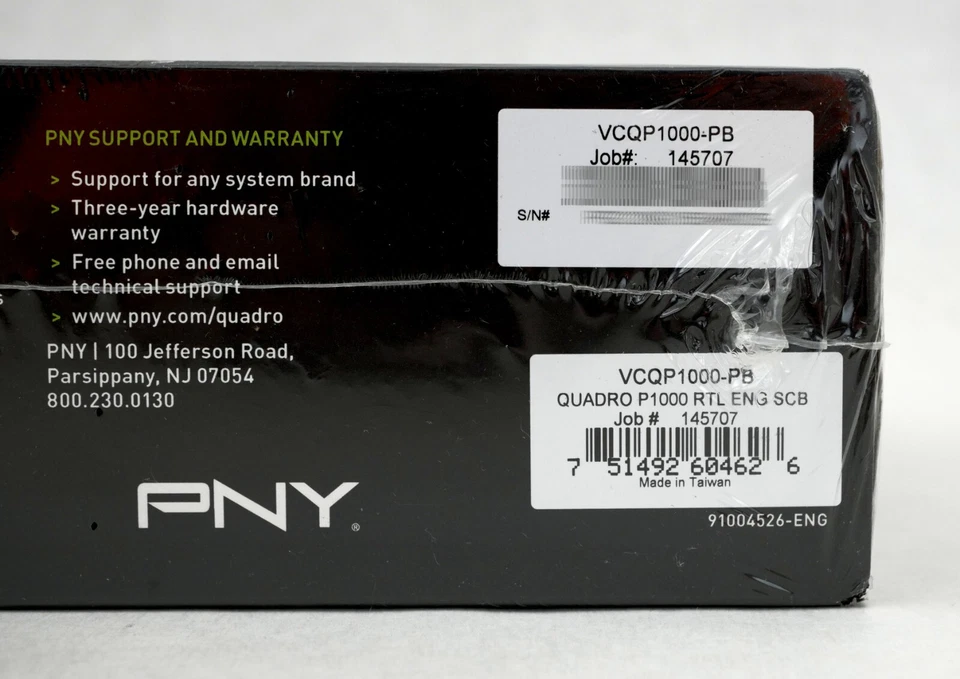 PNY SUPPORT AND WARRANTY
> Support for any system brand
> Three-year hardware
warranty
> Free phone and email
technical support
> www.pny.com/quadro
PNY | 100 Jefferson Road,
Parsippany, NJ 07054
800.230.0130
PNY®
VCQP1000-PB
Job#: 145707
S/N#
VCQP1000-PB
QUADRO P1000 RTL ENG SCB
Job # 145707
7 51492 60462 6
Made in Taiwan
91004526-ENG